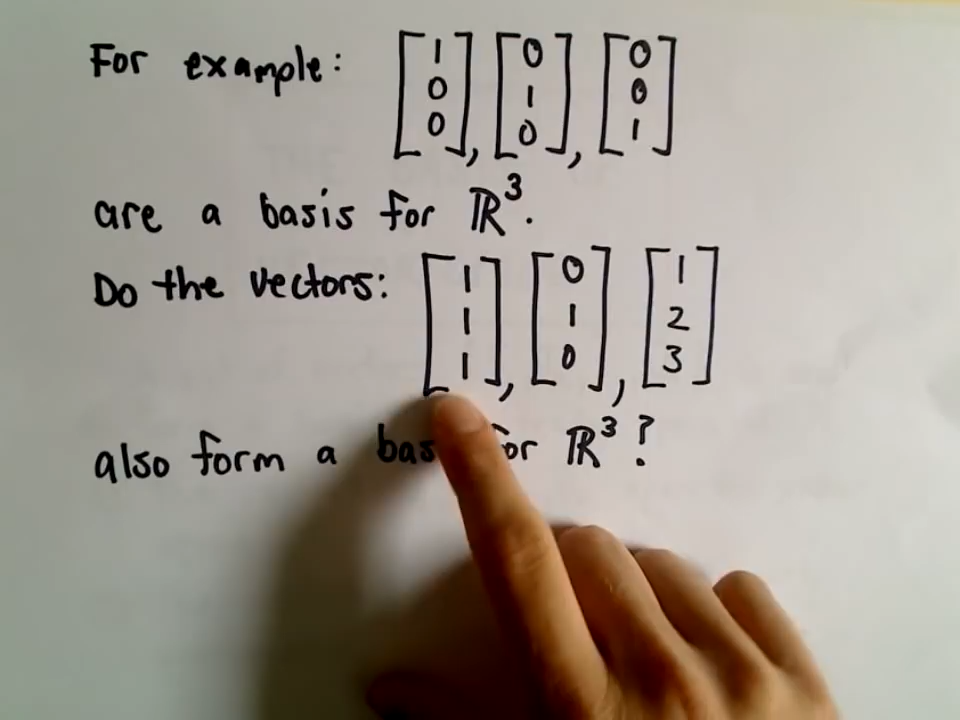 For example: [1 0 0], [0 1 0], [0 0 1]
are a basis for ℝ³.
Do the vectors: [1 1 1], [0 1 0], [1 2 3]
also form a for ℝ³?